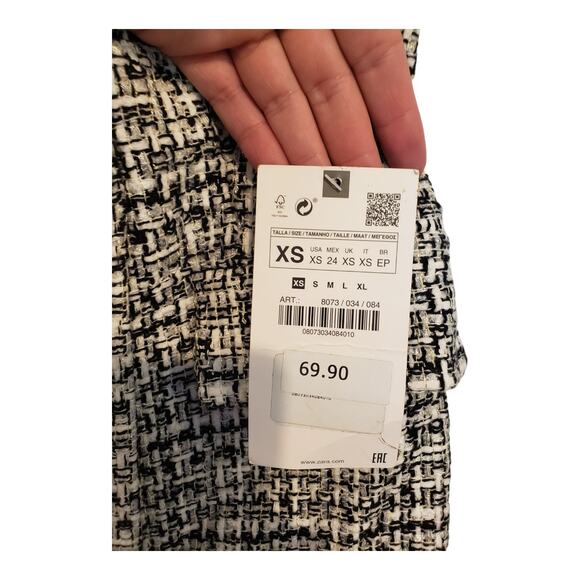 FSC
TALLA / SIZE / TAMANHO / TAILLE / MAAT / ΜΕΓΕΘΟΣ
XS
USA MEX UK IT BR
XS 24 XS XS EP
XS S M L XL
ART.: 8073 / 034 / 084
08073034084010
69.90
www.zara.com
EAC